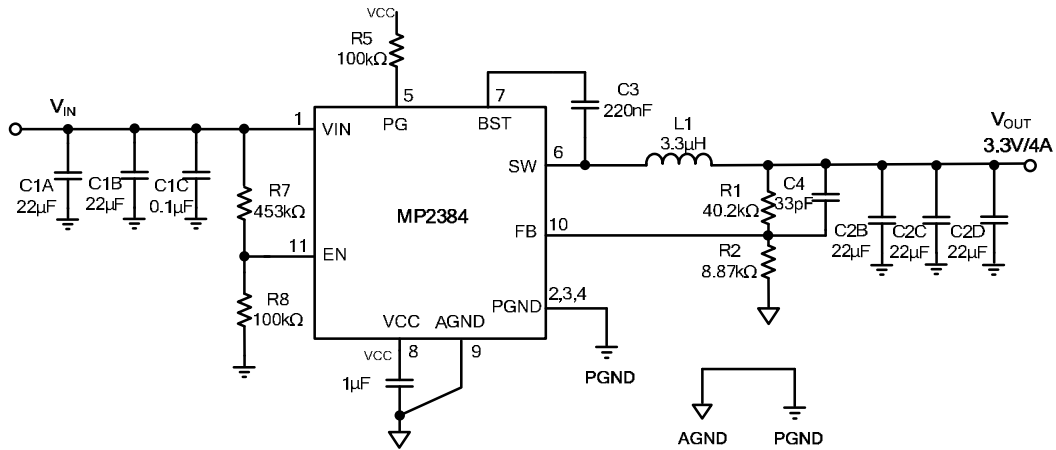 VCC
R5
100kΩ
5
7
C3
220nF
VIN
1
VIN
PG
BST
L1
3.3µH
VOUT
3.3V/4A
6
SW
C1A
22µF
C1B
22µF
C1C
0.1µF
R7
453kΩ
MP2384
R1
40.2kΩ
C4
33pF
FB
10
C2B
22µF
C2C
22µF
C2D
22µF
11
EN
R2
8.87kΩ
R8
100kΩ
PGND
2,3,4
VCC
AGND
VCC
8
9
1µF
PGND
AGND
PGND